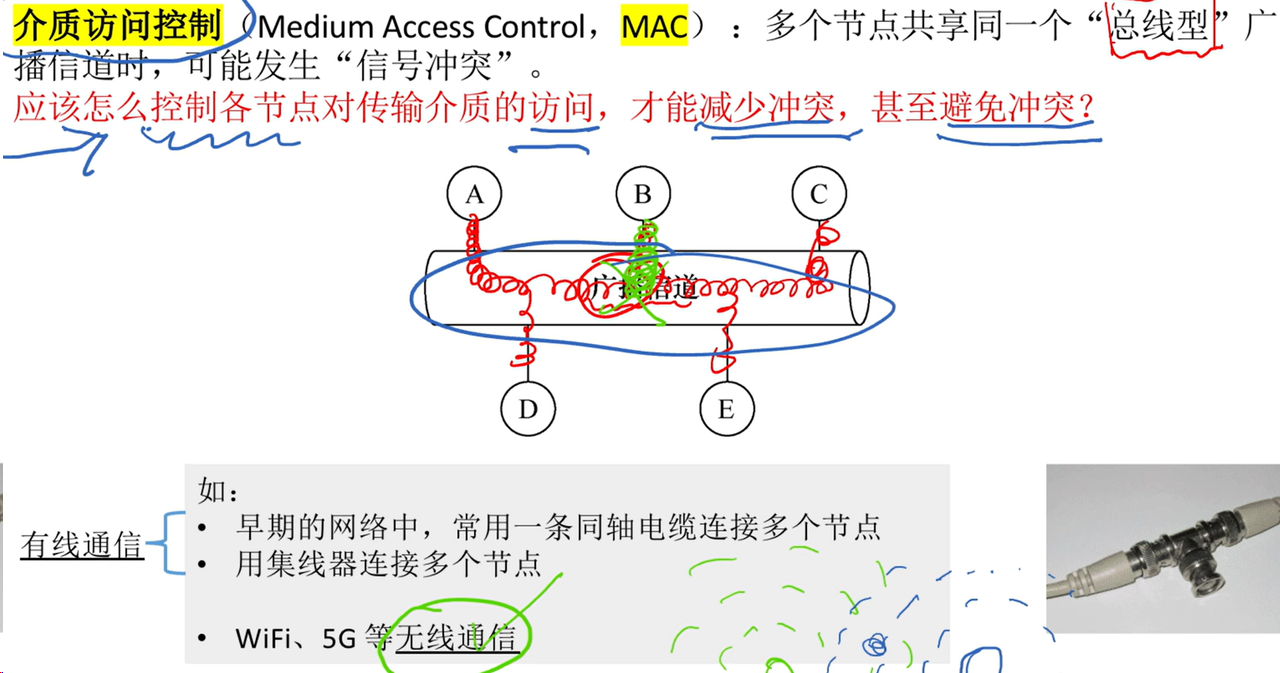 介质访问控制（Medium Access Control，MAC）：多个节点共享同一个“总线型”广
播信道时，可能发生“信号冲突”。
应该怎么控制各节点对传输介质的访问，才能减少冲突，甚至避免冲突？
A B C
广播信道
D E
如：
• 早期的网络中，常用一条同轴电缆连接多个节点
有线通信
• 用集线器连接多个节点
• WiFi、5G 等无线通信